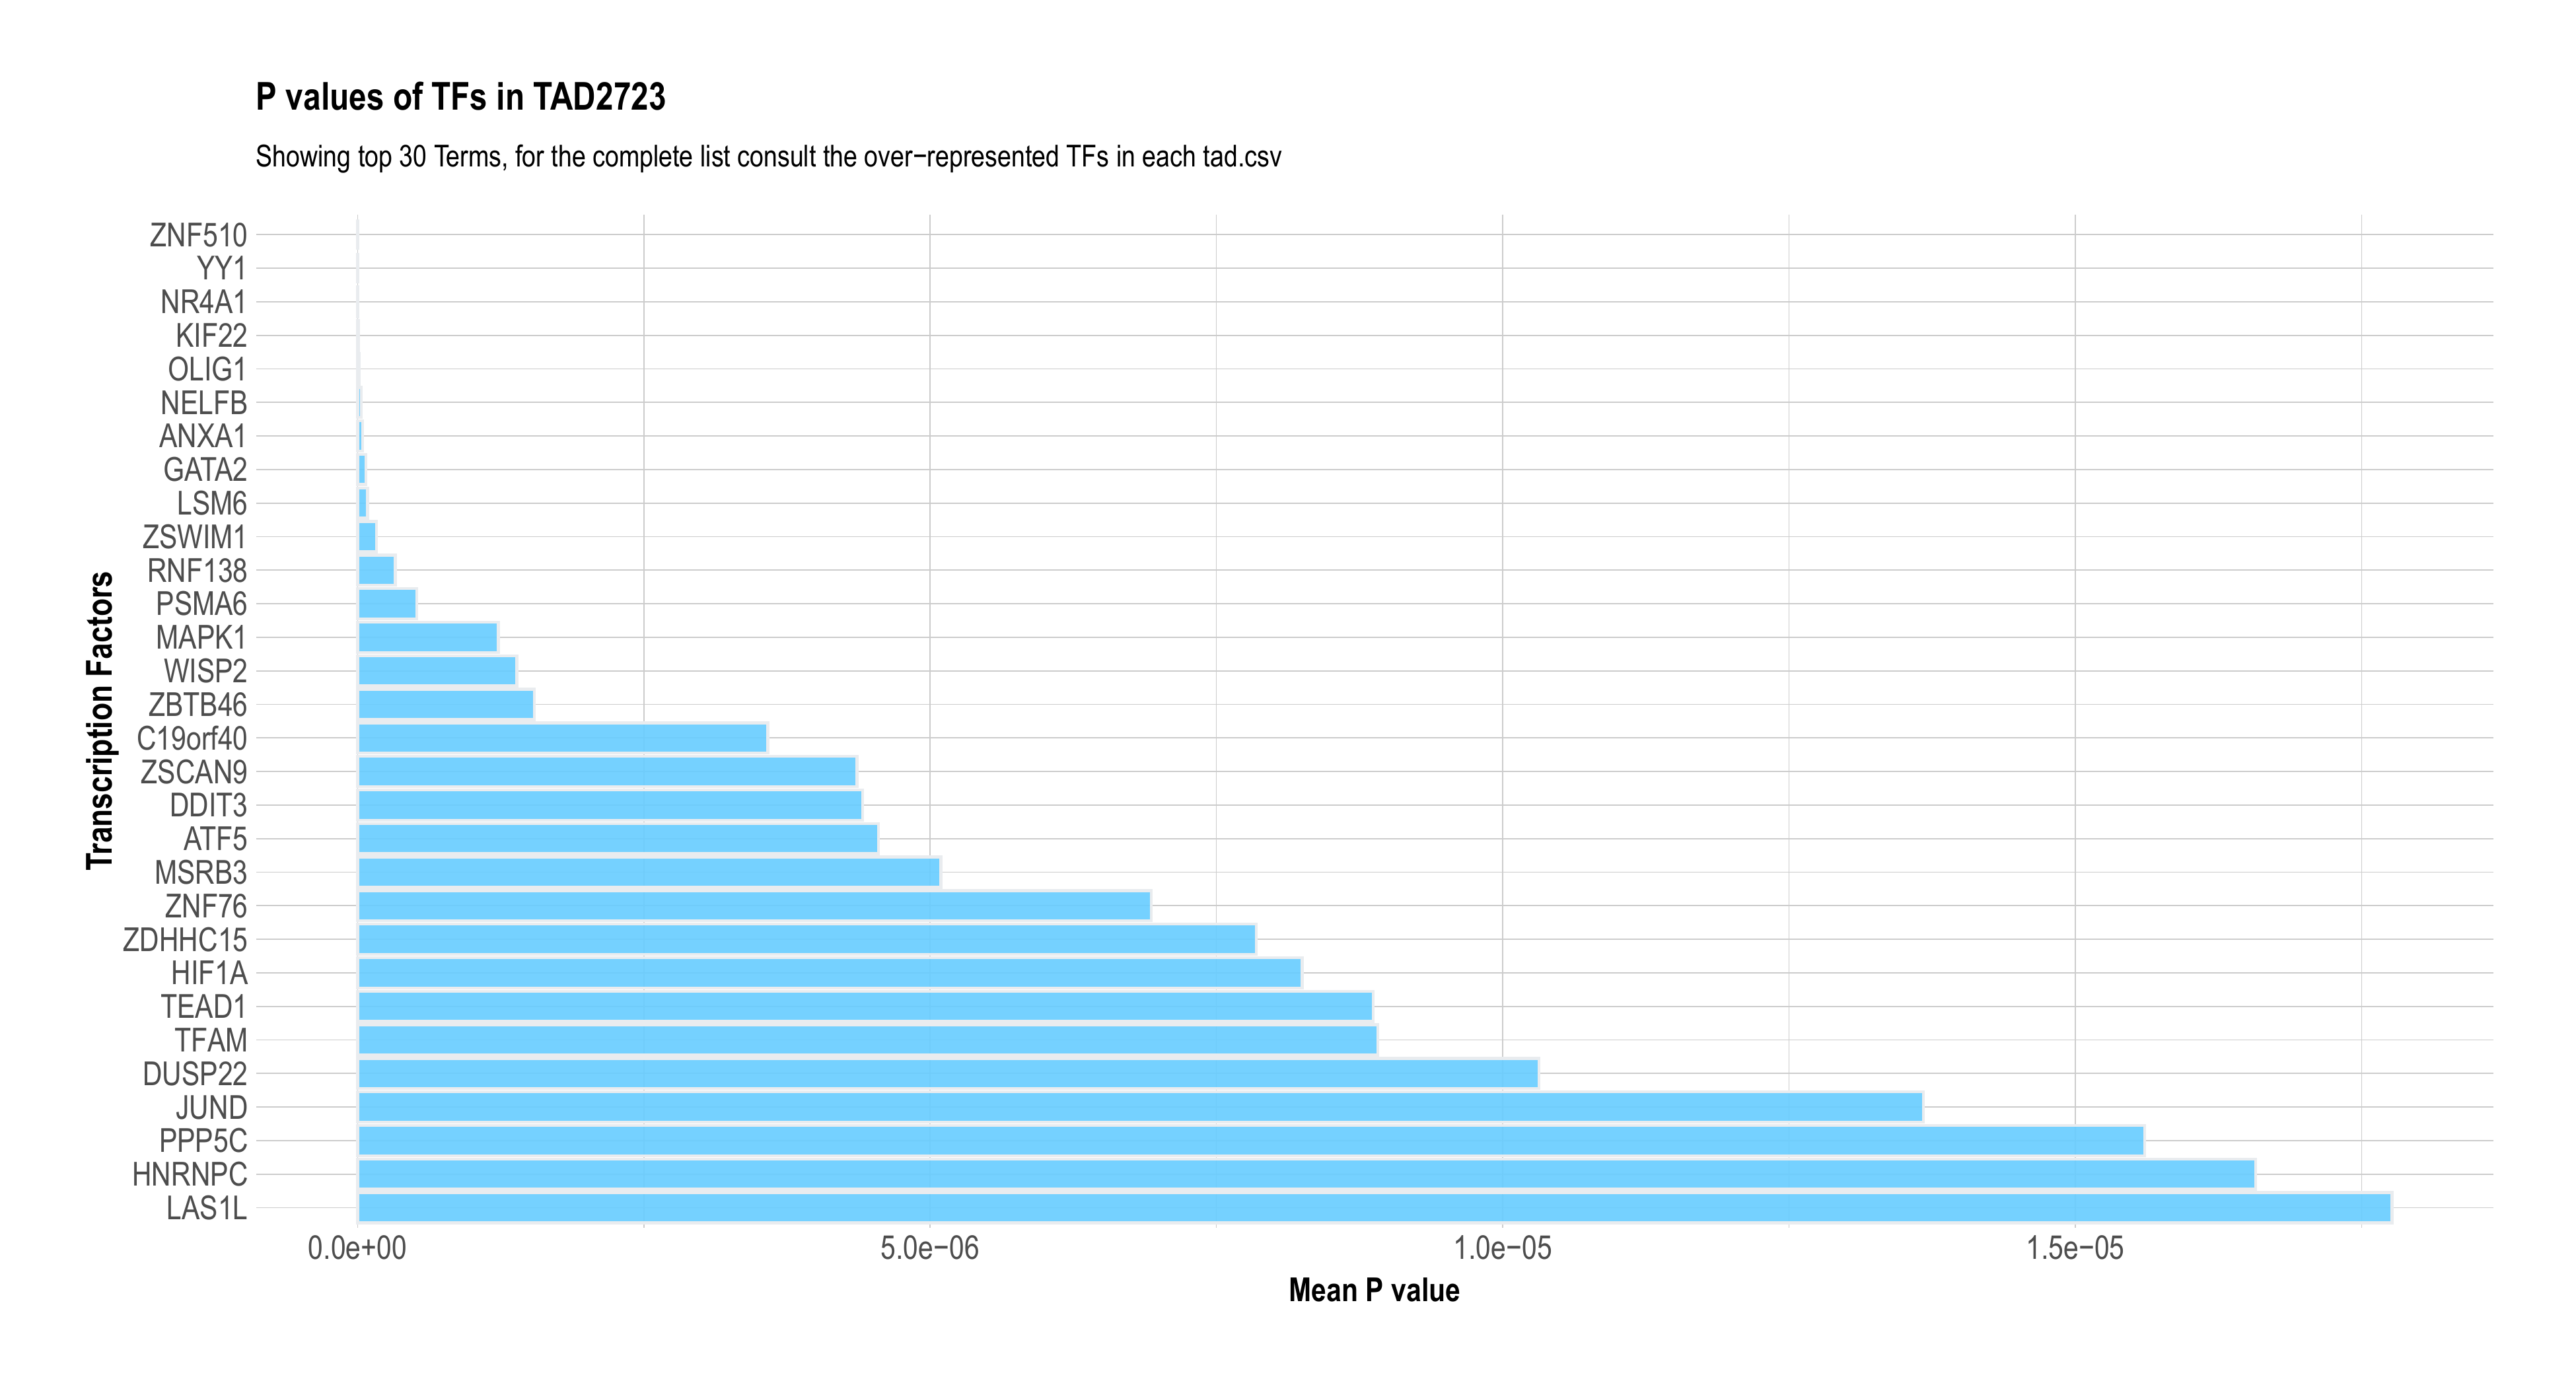 P values of TFs in TAD2723
Showing top 30 Terms, for the complete list consult the over−represented TFs in each tad.csv
Transcription Factors
ZNF510
YY1
NR4A1
KIF22
OLIG1
NELFB
ANXA1
GATA2
LSM6
ZSWIM1
RNF138
PSMA6
MAPK1
WISP2
ZBTB46
C19orf40
ZSCAN9
DDIT3
ATF5
MSRB3
ZNF76
ZDHHC15
HIF1A
TEAD1
TFAM
DUSP22
JUND
PPP5C
HNRNPC
LAS1L
0.0e+00 5.0e−06 1.0e−05 1.5e−05
Mean P value